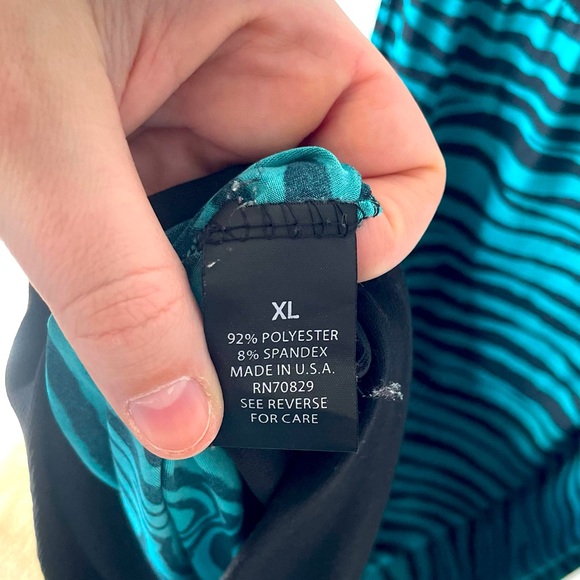 XL
92% POLYESTER
8% SPANDEX
MADE IN U.S.A.
RN70829
SEE REVERSE
FOR CARE